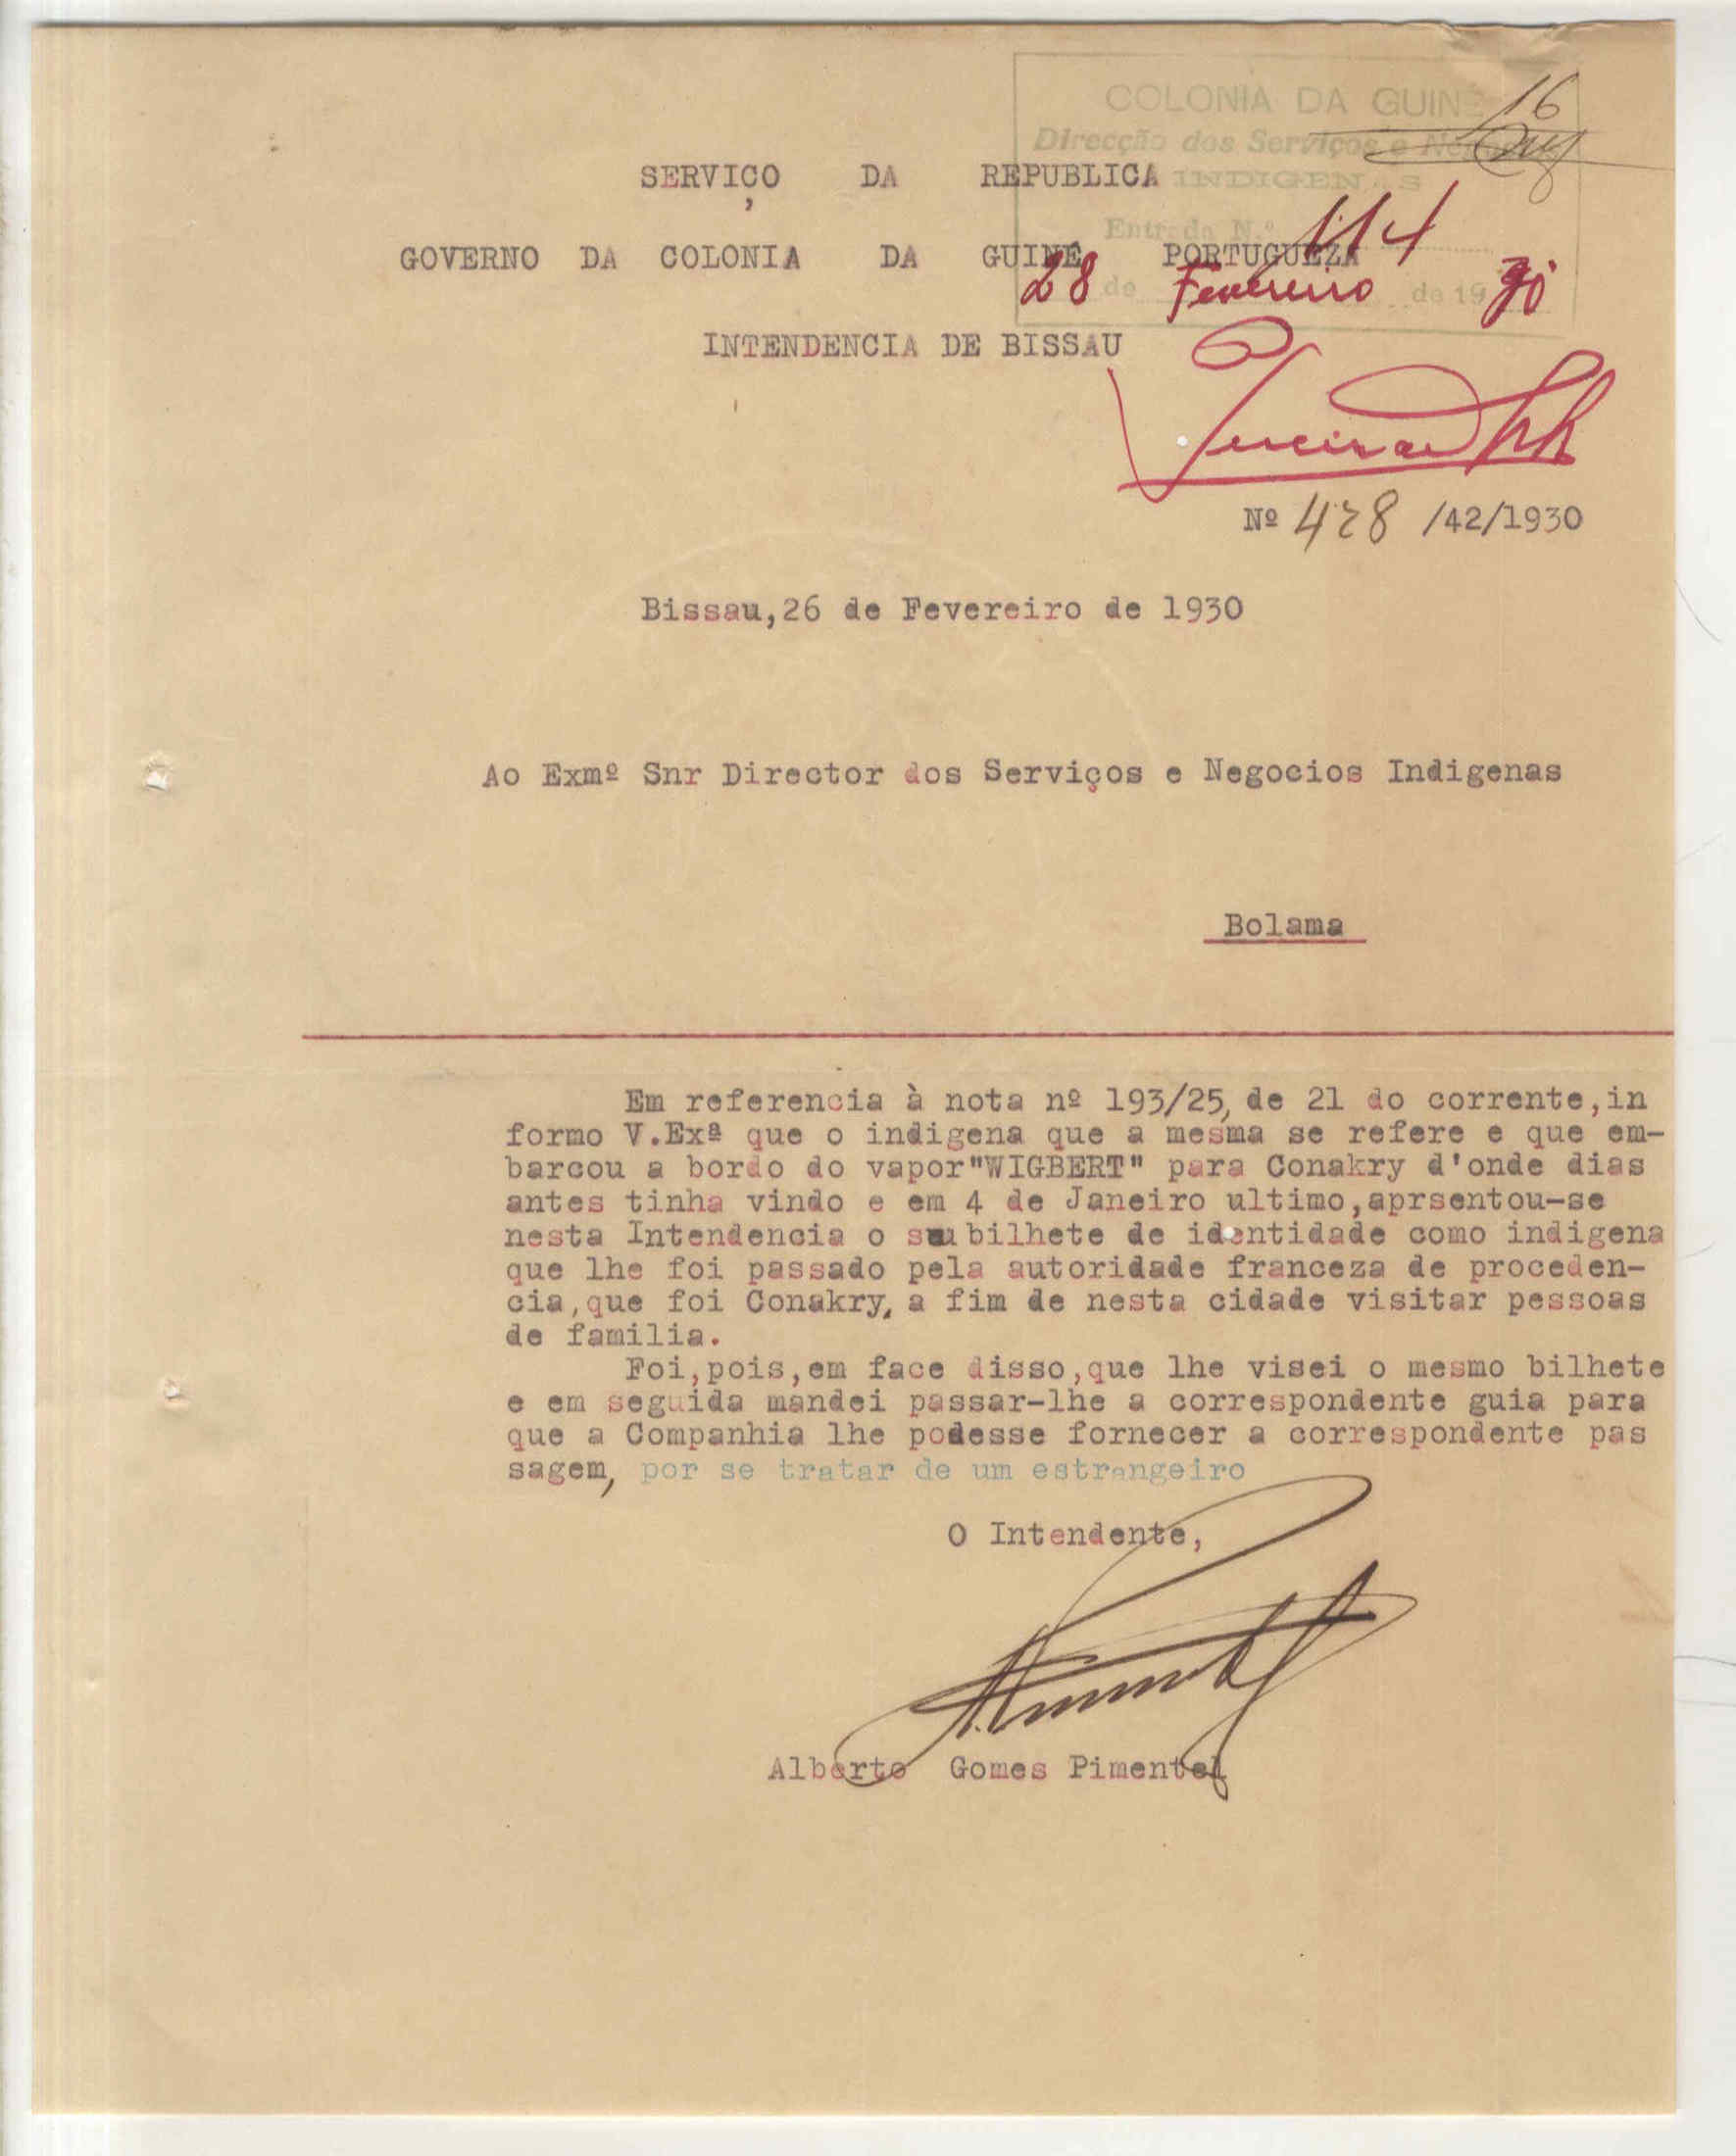 16
COLONIA DA GUINÉ
Direcção dos Serviços e Negocios
INDIGENAS
Entrada N.º 114
28 de Fevereiro de 1930
SERVIÇO DA REPUBLICA
GOVERNO DA COLONIA DA GUINÉ PORTUGUEZA
INTENDENCIA DE BISSAU
Nº 428 /42/1930
Bissau,26 de Fevereiro de 1930
Ao Exmº Snr Director dos Serviços e Negocios Indigenas
Bolama
Em referencia à nota nº 193/25, de 21 do corrente,in
formo V.Exª que o indigena que a mesma se refere e que em-
barcou a bordo do vapor"WIGBERT" para Conakry d'onde dias
antes tinha vindo e em 4 de Janeiro ultimo,aprsentou-se
nesta Intendencia o seu bilhete de identidade como indigena
que lhe foi passado pela autoridade franceza de proceden-
cia,que foi Conakry, a fim de nesta cidade visitar pessoas
de familia.
Foi,pois,em face disso,que lhe visei o mesmo bilhete
e em seguida mandei passar-lhe a correspondente guia para
que a Companhia lhe podesse fornecer a correspondente pas
sagem, por se tratar de um estrangeiro
O Intendente,
Alberto Gomes Pimentel